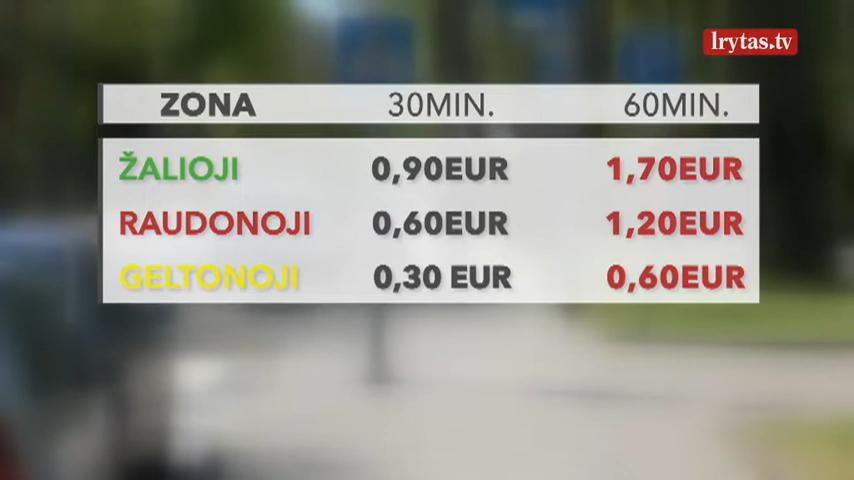 lrytas.tv
ZONA 30MIN. 60MIN.
ŽALIOJI 0,90EUR 1,70EUR
RAUDONOJI 0,60EUR 1,20EUR
GELTONOJI 0,30 EUR 0,60EUR